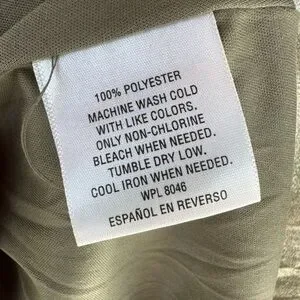 100% POLYESTER
MACHINE WASH COLD
WITH LIKE COLORS.
ONLY NON-CHLORINE
BLEACH WHEN NEEDED.
TUMBLE DRY LOW.
COOL IRON WHEN NEEDED.
WPL 8046
ESPAÑOL EN REVERSO